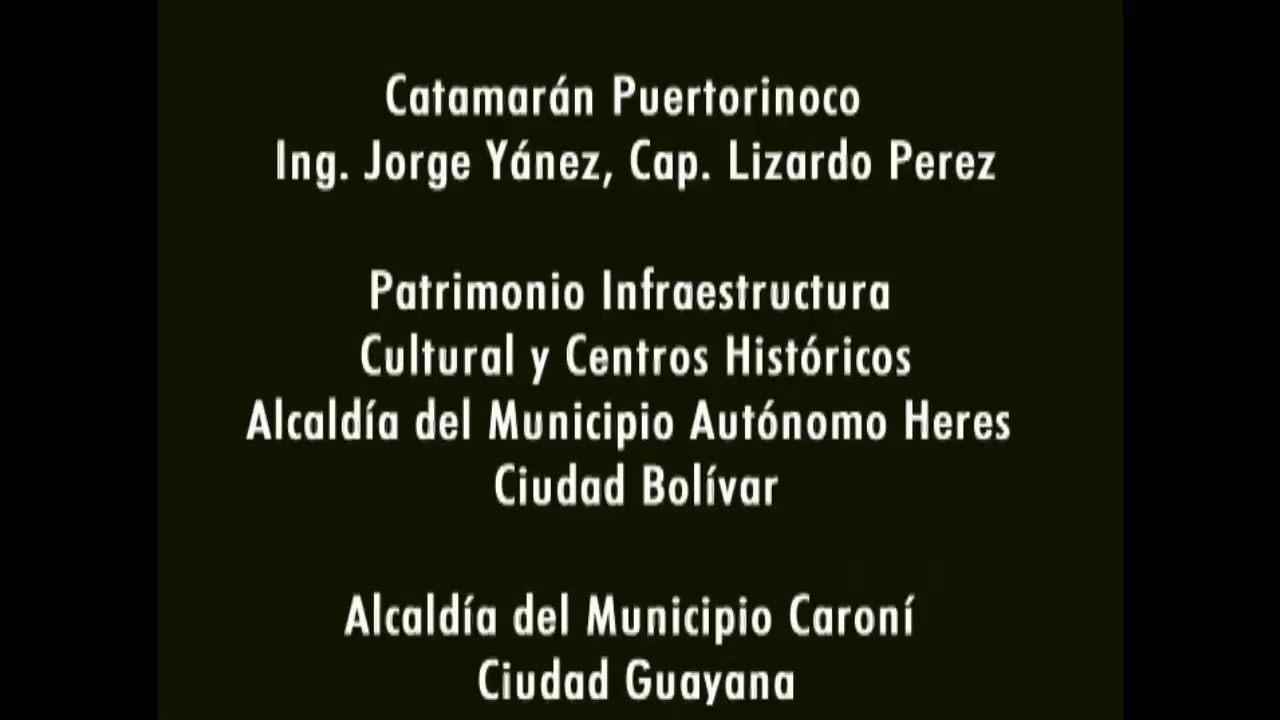 Catamarán Puertorinoco
Ing. Jorge Yánez, Cap. Lizardo Perez
Patrimonio Infraestructura
Cultural y Centros Históricos
Alcaldía del Municipio Autónomo Heres
Ciudad Bolívar
Alcaldía del Municipio Caroní
Ciudad Guayana